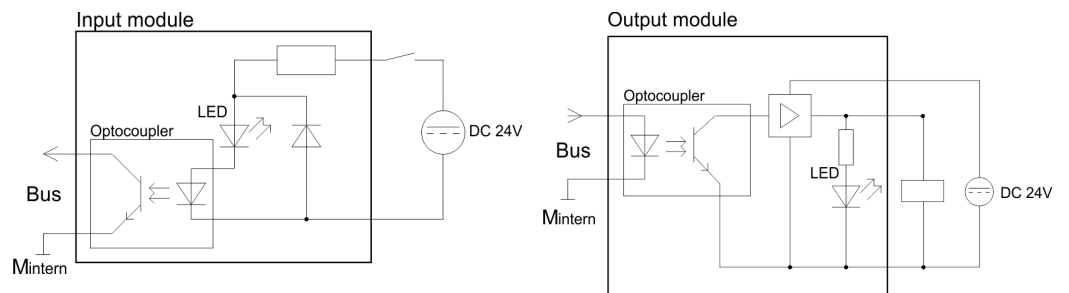 Input module
LED
Optocoupler
DC 24V
Bus
Mintern
Output module
Optocoupler
Bus
LED
DC 24V
Mintern